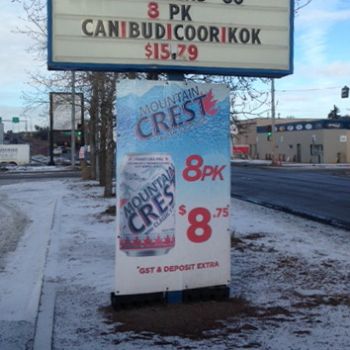 8 PK
CANIBUDICOORIKOK
$15.79
MOUNTAIN
CREST
8PK
$8.75*
MOUNTAIN
CREST
*GST & DEPOSIT EXTRA